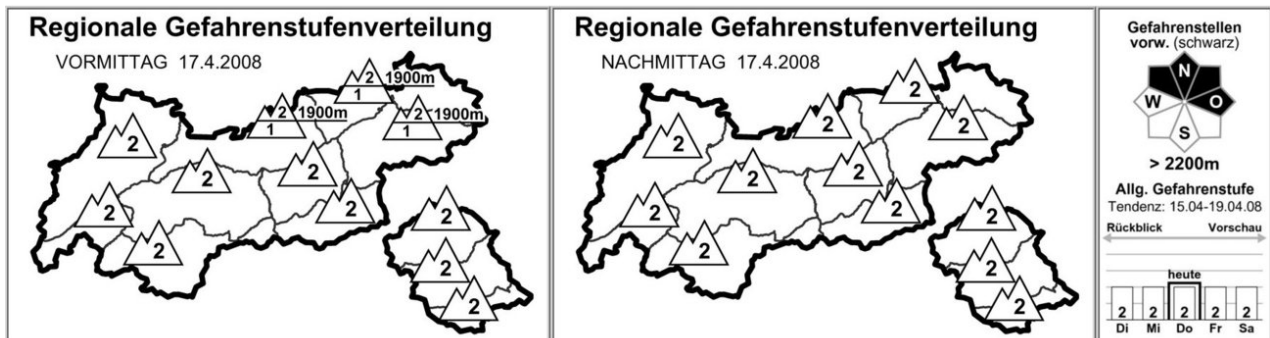 Regionale Gefahrenstufenverteilung
VORMITTAG 17.4.2008
2 1900m
1
2 1900m
1
2 1900m
1
2
2
2
2
2
2
2
2
2
Regionale Gefahrenstufenverteilung
NACHMITTAG 17.4.2008
2
2
2
2
2
2
2
2
2
2
2
2
Gefahrenstellen
vorw. (schwarz)
N
W O
S
> 2200m
Allg. Gefahrenstufe
Tendenz: 15.04-19.04.08
Rückblick Vorschau
heute
2 2 2 2 2
Di Mi Do Fr Sa